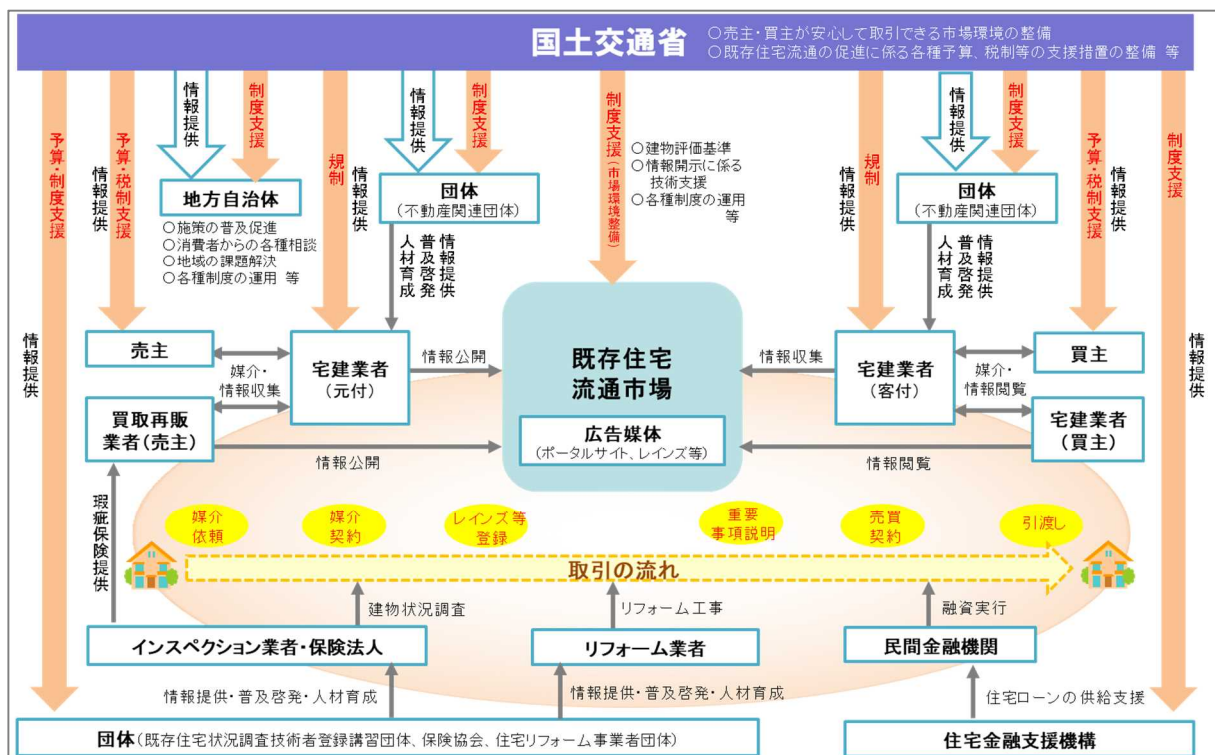 国土交通省
○売主・買主が安心して取引できる市場環境の整備
○既存住宅流通の促進に係る各種予算、税制等の支援措置の整備 等
予算・制度支援
情報提供
情報提供
予算・税制支援
情報提供
制度支援
規制
情報提供
情報提供
制度支援
制度支援(市場環境整備)
○建物評価基準
○情報開示に係る
技術支援
○各種制度の運用
等
規制
情報提供
情報提供
制度支援
予算・税制支援
情報提供
制度支援
情報提供
地方自治体
○施策の普及促進
○消費者からの各種相談
○地域の課題解決
○各種制度の運用 等
団体
(不動産関連団体)
団体
(不動産関連団体)
情報提供
普及啓発
人材育成
情報提供
普及啓発
人材育成
売主
宅建業者
(元付)
情報公開
媒介・
情報収集
買取再販
業者(売主)
情報公開
既存住宅
流通市場
広告媒体
(ポータルサイト、レインズ等)
情報収集
宅建業者
(客付)
買主
媒介・
情報閲覧
宅建業者
(買主)
情報閲覧
瑕疵保険提供
媒介
依頼
媒介
契約
レインズ等
登録
重要
事項説明
売買
契約
引渡し
取引の流れ
建物状況調査
リフォーム工事
融資実行
インスペクション業者・保険法人
リフォーム業者
民間金融機関
情報提供・普及啓発・人材育成
情報提供・普及啓発・人材育成
住宅ローンの供給支援
団体(既存住宅状況調査技術者登録講習団体、保険協会、住宅リフォーム事業者団体)
住宅金融支援機構